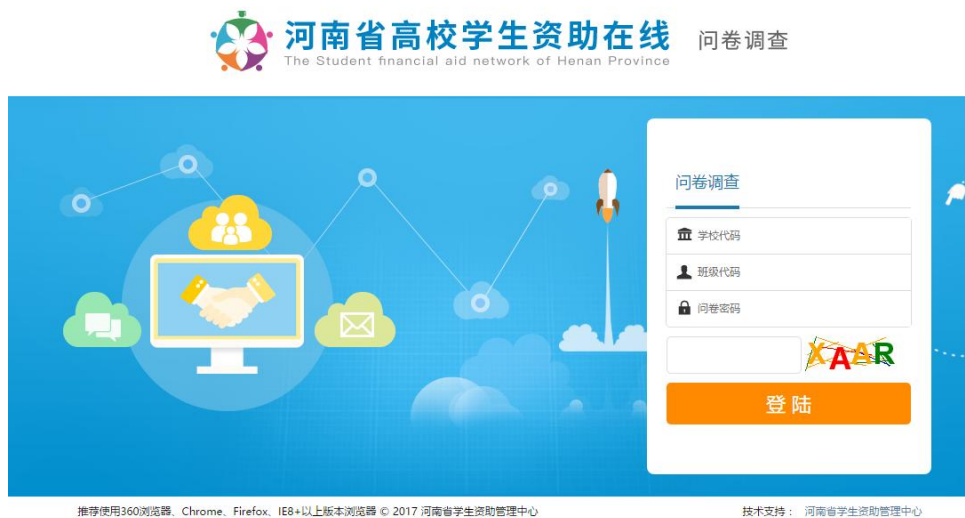 河南省高校学生资助在线 问卷调查
The Student financial aid network of Henan Province
问卷调查
学校代码
班级代码
问卷密码
XAAR
登陆
推荐使用360浏览器、Chrome、Firefox、IE8+以上版本浏览器 © 2017 河南省学生资助管理中心
技术支持： 河南省学生资助管理中心